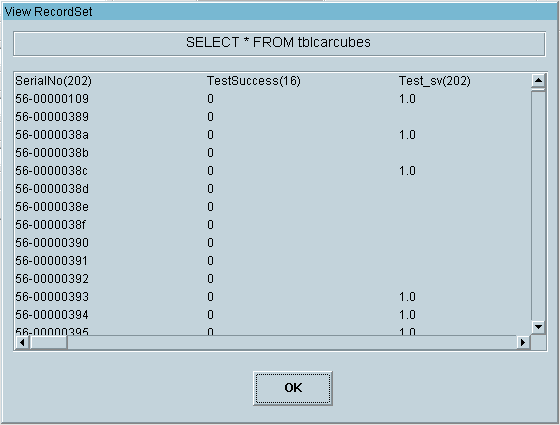 View RecordSet
SELECT * FROM tblcarcubes
SerialNo(202) TestSuccess(16) Test_sv(202)
56-00000109 0 1.0
56-00000389 0
56-0000038a 0 1.0
56-0000038b 0
56-0000038c 0 1.0
56-0000038d 0
56-0000038e 0
56-0000038f 0
56-00000390 0
56-00000391 0
56-00000392 0
56-00000393 0 1.0
56-00000394 0 1.0
56-00000395 0 1.0
OK